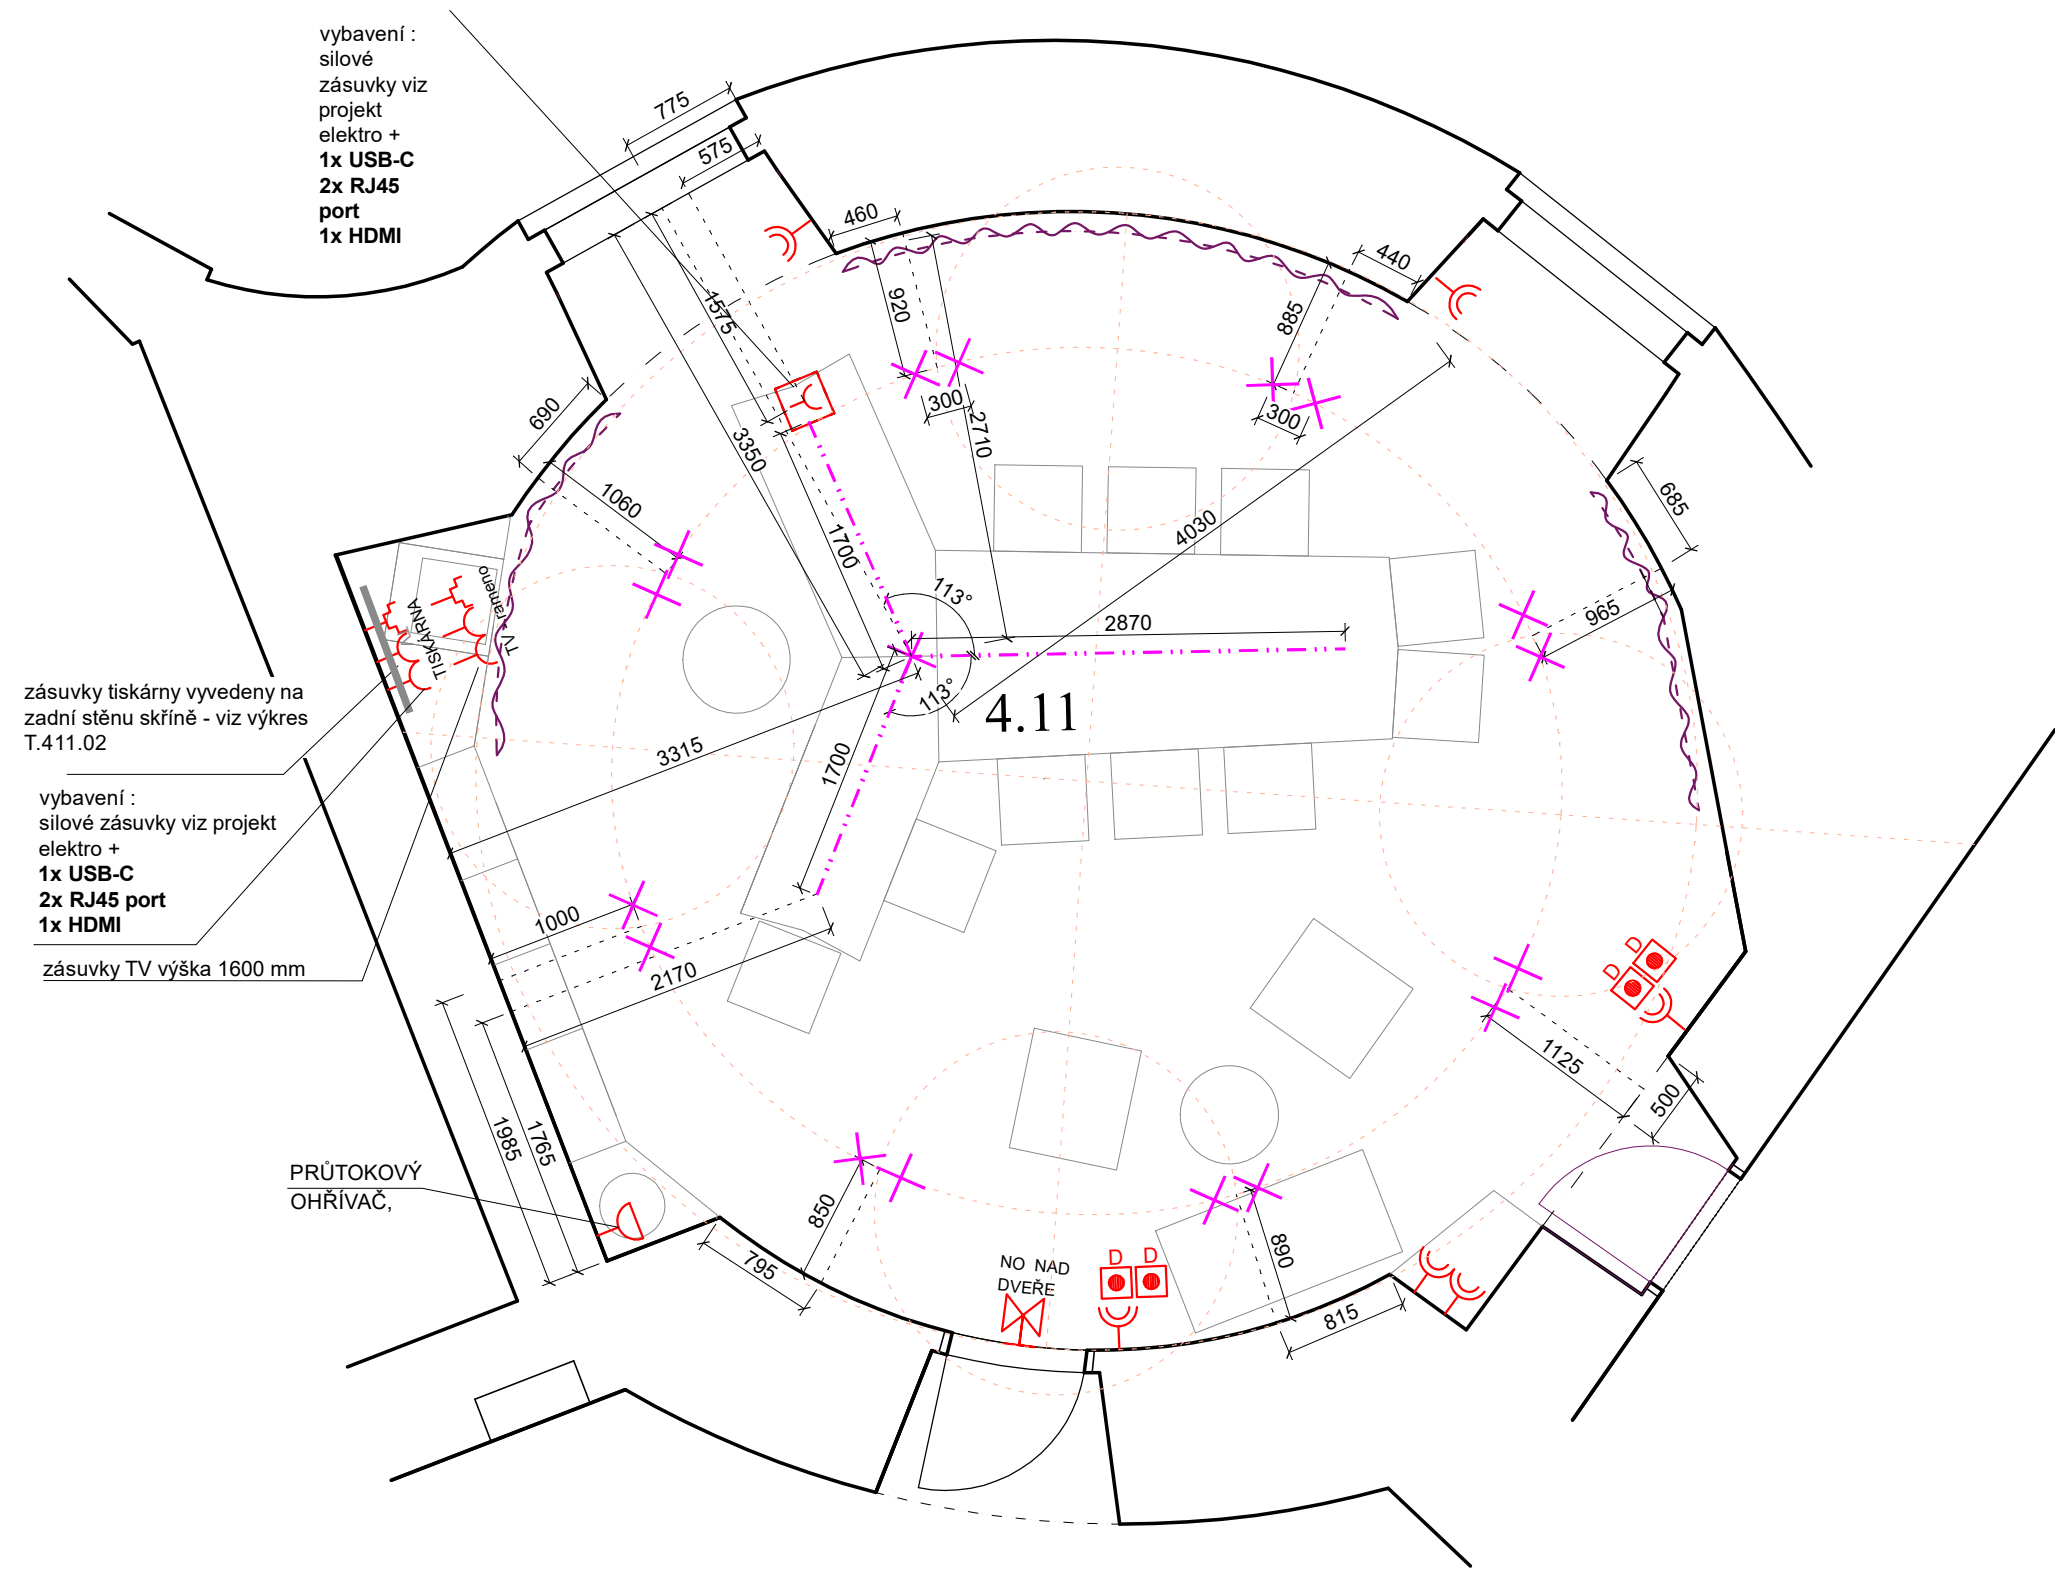 vybavení :
silové
zásuvky viz
projekt
elektro +
1x USB-C
2x RJ45
port
1x HDMI
775
575
460
440
1575
920
885
690
300
300
2710
3350
1060
4030
685
1700
113°
2870
965
TV rameno
TISKÁRNA
113°
4.11
zásuvky tiskárny vyvedeny na
zadní stěnu skříně - viz výkres
T.411.02
3315
1700
vybavení :
silové zásuvky viz projekt
elektro +
1x USB-C
2x RJ45 port
1x HDMI
zásuvky TV výška 1600 mm
1000
2170
D
D
1125
500
1985
1765
PRŮTOKOVÝ
OHŘÍVAČ,
850
795
890
NO NAD
DVEŘE
D
D
815